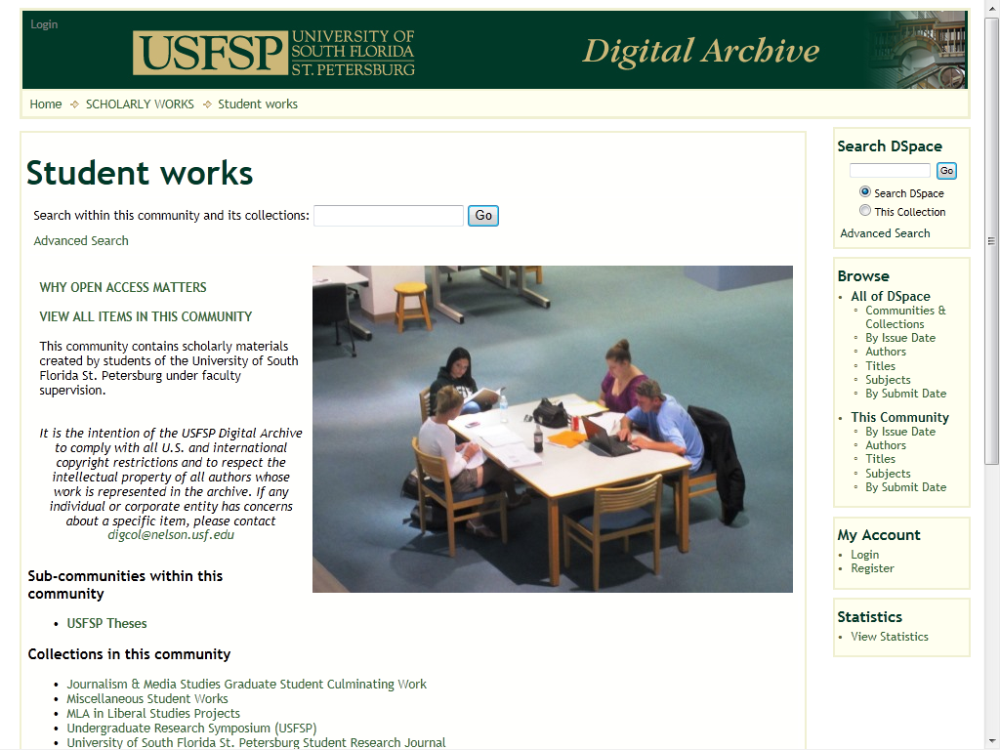 Login
USFSP UNIVERSITY OF
SOUTH FLORIDA
ST. PETERSBURG
Digital Archive
Home SCHOLARLY WORKS Student works
Student works
Search within this community and its collections: Go
Advanced Search
WHY OPEN ACCESS MATTERS
VIEW ALL ITEMS IN THIS COMMUNITY
This community contains scholarly materials
created by students of the University of South
Florida St. Petersburg under faculty
supervision.
It is the intention of the USFSP Digital Archive
to comply with all U.S. and international
copyright restrictions and to respect the
intellectual property of all authors whose
work is represented in the archive. If any
individual or corporate entity has concerns
about a specific item, please contact
digcol@nelson.usf.edu
Sub-communities within this
community
• USFSP Theses
Collections in this community
• Journalism & Media Studies Graduate Student Culminating Work
• Miscellaneous Student Works
• MLA in Liberal Studies Projects
• Undergraduate Research Symposium (USFSP)
• University of South Florida St. Petersburg Student Research Journal
Search DSpace
Go
Search DSpace
This Collection
Advanced Search
Browse
• All of DSpace
Communities &
Collections
By Issue Date
Authors
Titles
Subjects
By Submit Date
• This Community
By Issue Date
Authors
Titles
Subjects
By Submit Date
My Account
• Login
• Register
Statistics
• View Statistics